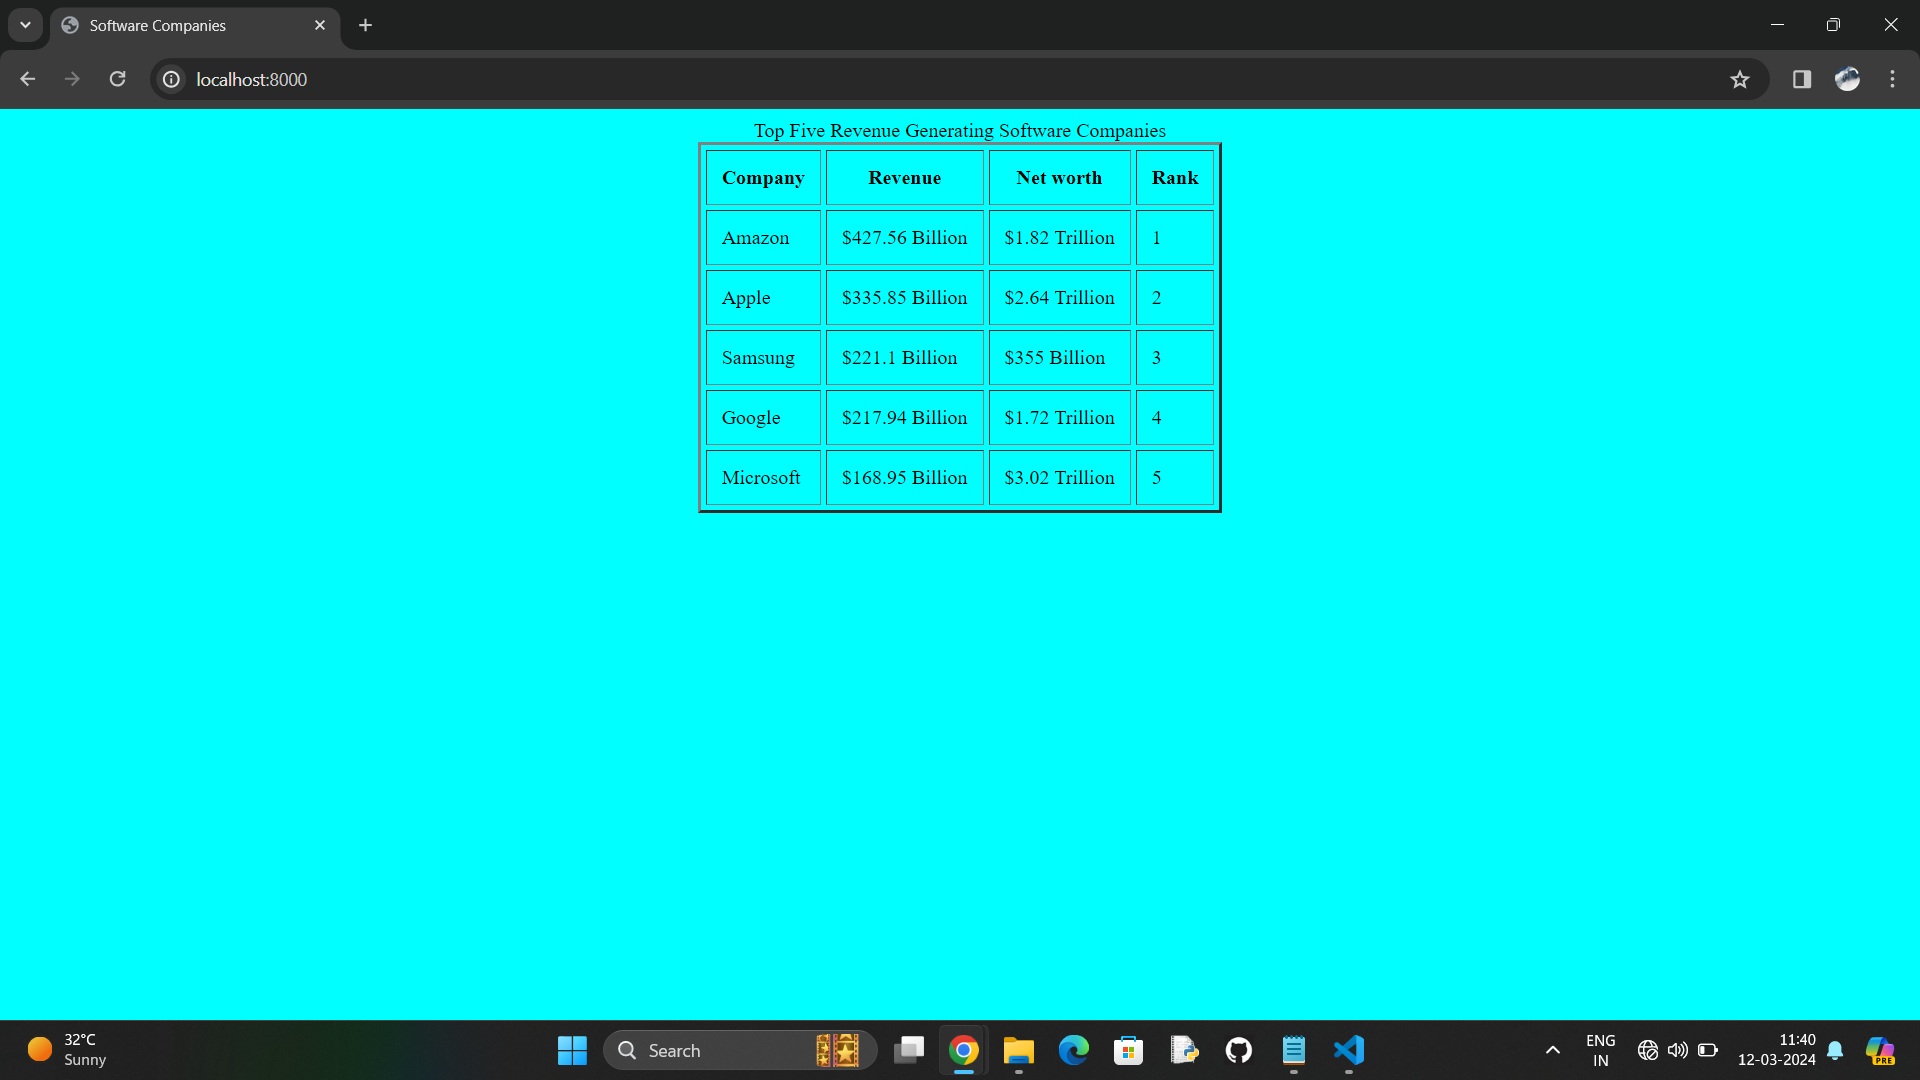 Software Companies
localhost:8000
Top Five Revenue Generating Software Companies
Company Revenue Net worth Rank
Amazon $427.56 Billion $1.82 Trillion 1
Apple $335.85 Billion $2.64 Trillion 2
Samsung $221.1 Billion $355 Billion 3
Google $217.94 Billion $1.72 Trillion 4
Microsoft $168.95 Billion $3.02 Trillion 5
32°C
Sunny
Search
ENG
IN
11:40
12-03-2024
PRE